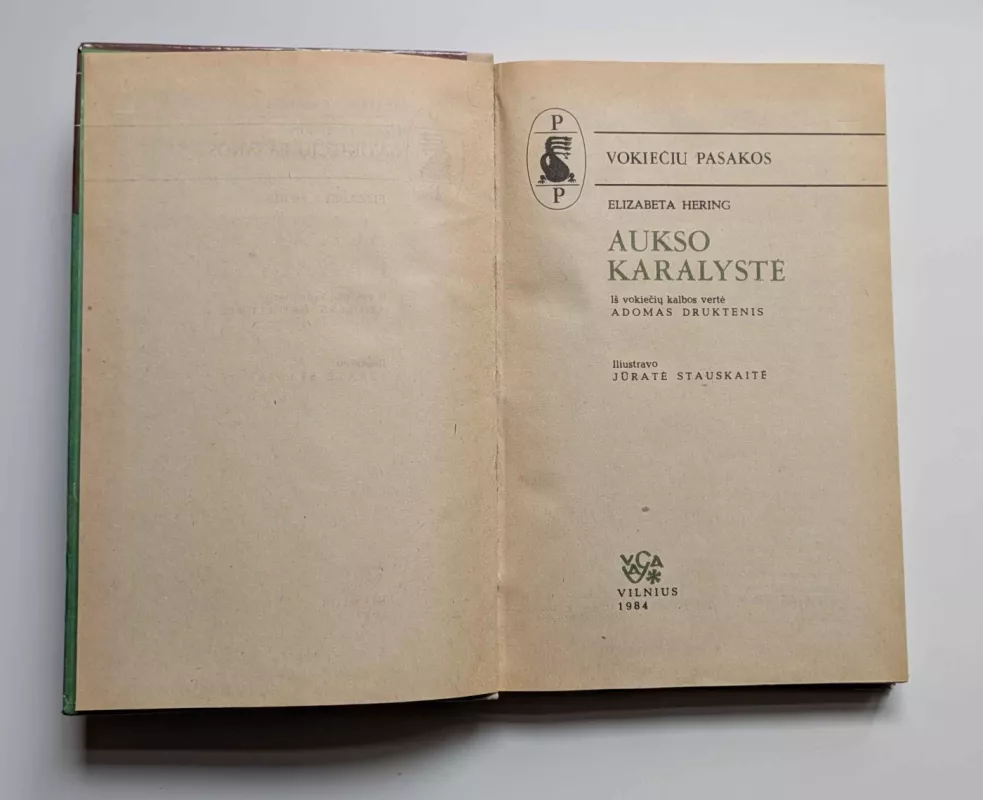 P
P
VOKIEČIŲ PASAKOS
ELIZABETA HERING
AUKSO
KARALYSTĖ
Iš vokiečių kalbos vertė
ADOMAS DRUKTENIS
Iliustravo
JŪRATĖ STAUSKAITĖ
VAGA
VILNIUS
1984